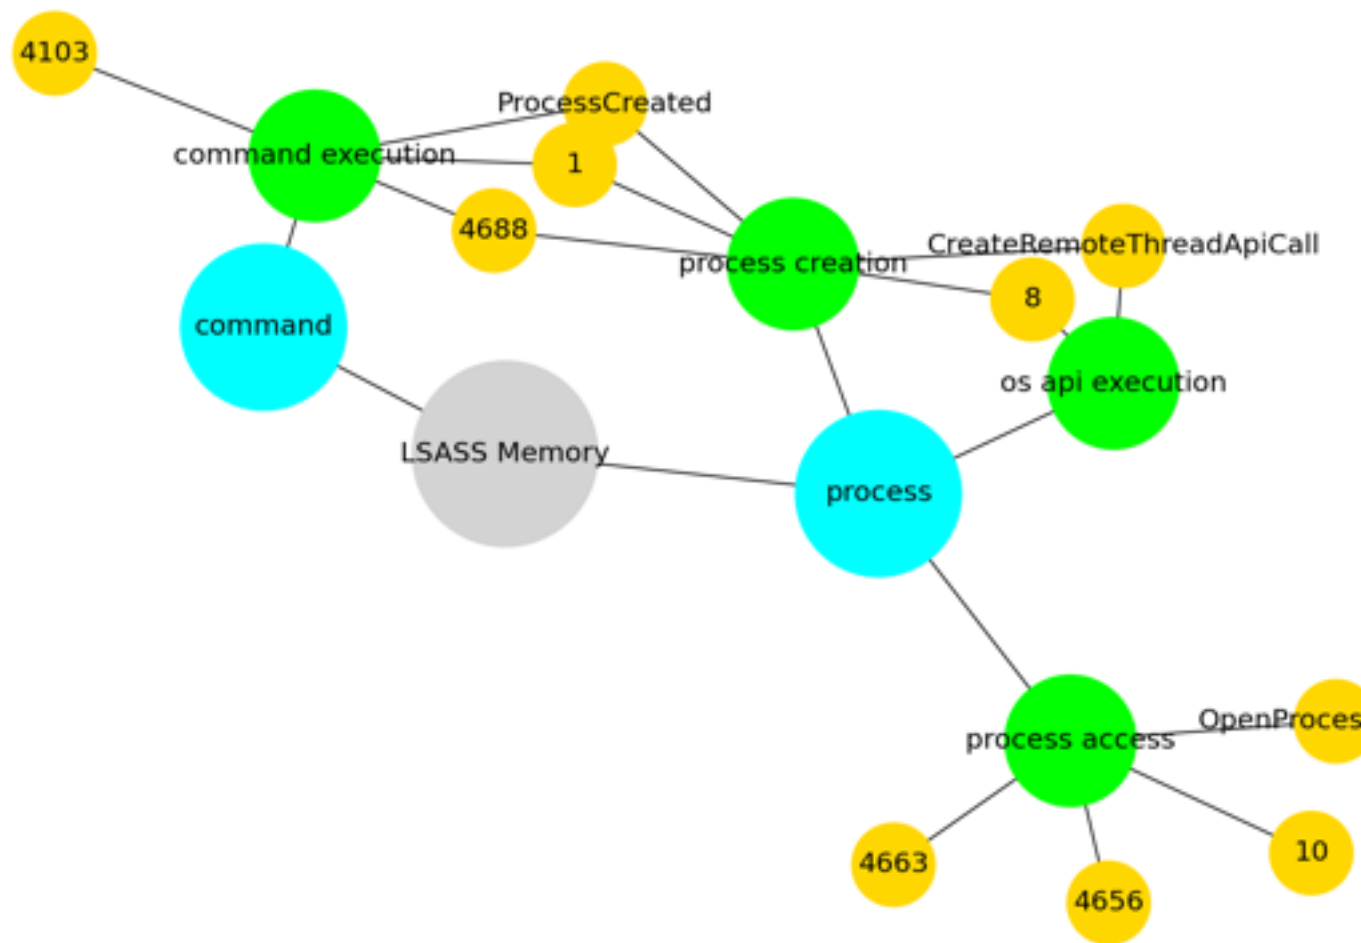 4103
ProcessCreated
command execution
1
4688
CreateRemoteThreadApiCall
process creation
8
command
os api execution
LSASS Memory
process
OpenProces
process access
10
4663
4656